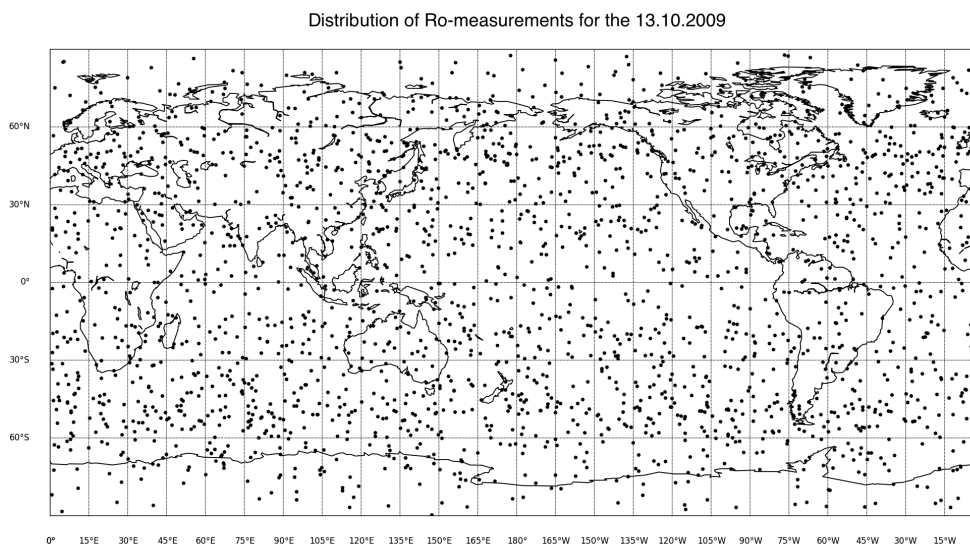 Distribution of Ro-measurements for the 13.10.2009
60°N
30°N
0°
30°S
60°S
0° 15°E 30°E 45°E 60°E 75°E 90°E 105°E 120°E 135°E 150°E 165°E 180° 165°W 150°W 135°W 120°W 105°W 90°W 75°W 60°W 45°W 30°W 15°W